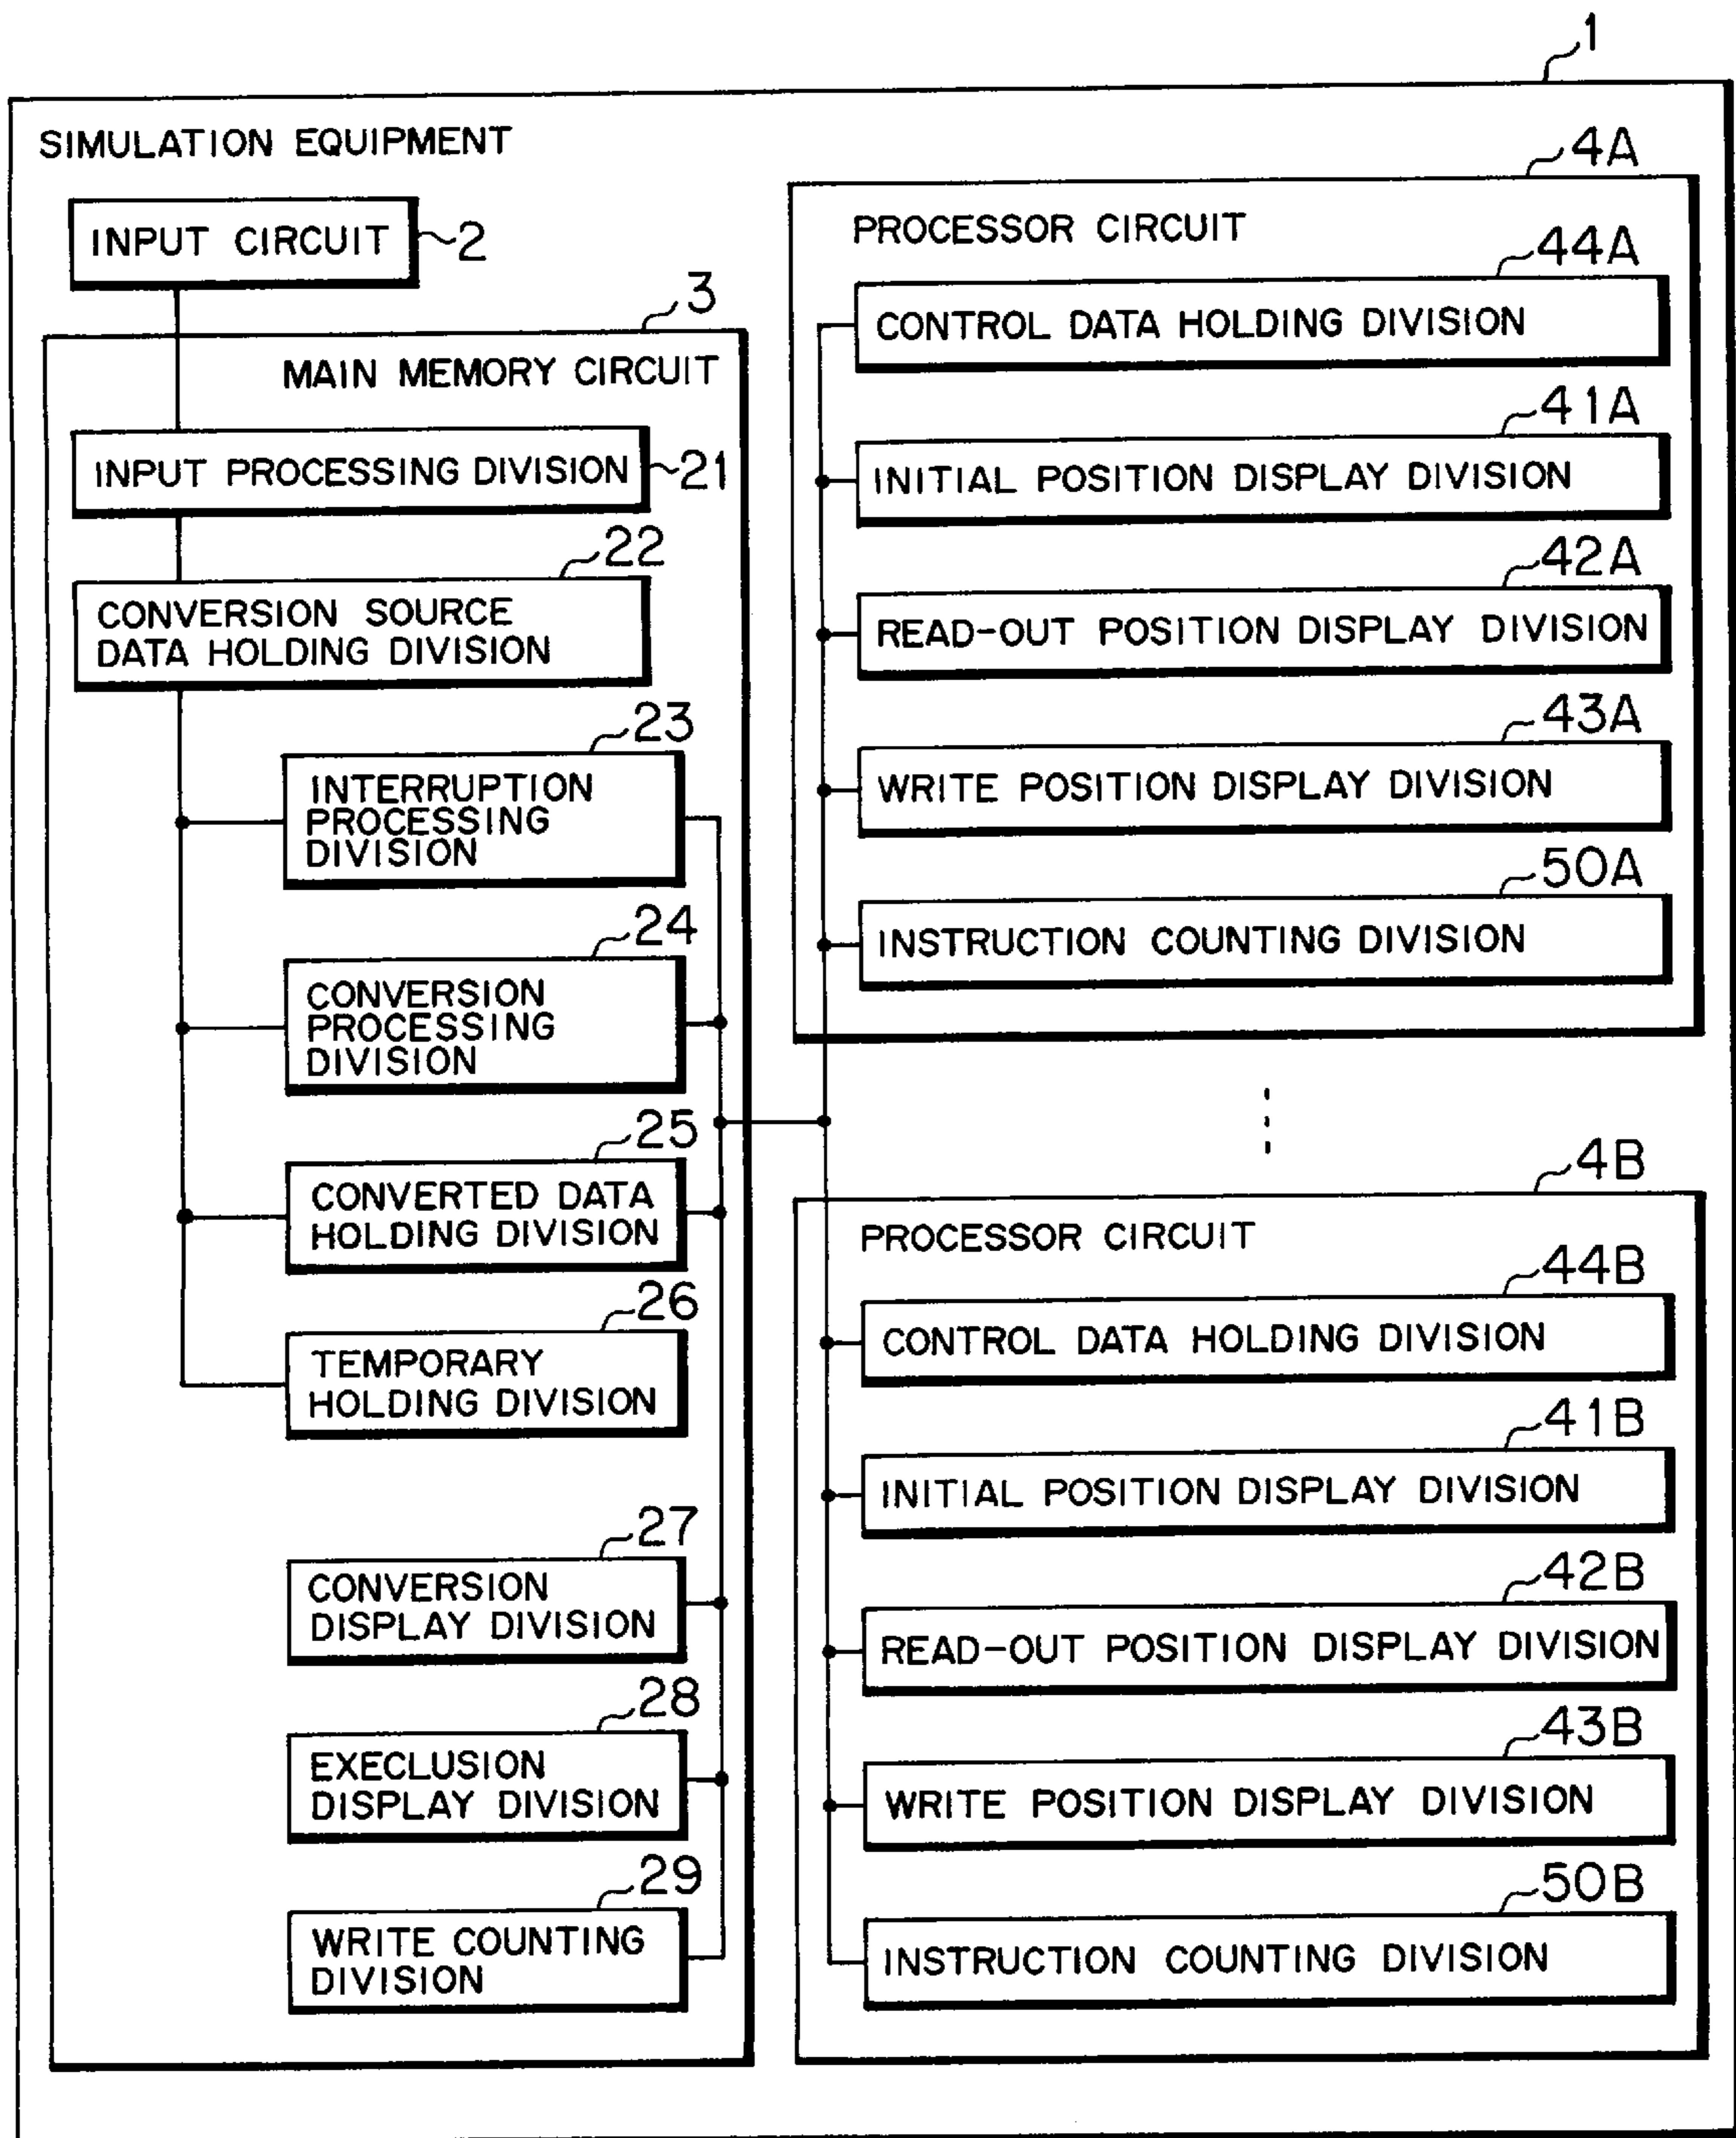 1
SIMULATION EQUIPMENT
INPUT CIRCUIT
2
3
MAIN MEMORY CIRCUIT
INPUT PROCESSING DIVISION
21
22
CONVERSION SOURCE
DATA HOLDING DIVISION
23
INTERRUPTION
PROCESSING
DIVISION
24
CONVERSION
PROCESSING
DIVISION
25
CONVERTED DATA
HOLDING DIVISION
26
TEMPORARY
HOLDING DIVISION
27
CONVERSION
DISPLAY DIVISION
28
EXECLUSION
DISPLAY DIVISION
29
WRITE COUNTING
DIVISION
4A
PROCESSOR CIRCUIT
44A
CONTROL DATA HOLDING DIVISION
41A
INITIAL POSITION DISPLAY DIVISION
42A
READ-OUT POSITION DISPLAY DIVISION
43A
WRITE POSITION DISPLAY DIVISION
50A
INSTRUCTION COUNTING DIVISION
4B
PROCESSOR CIRCUIT
44B
CONTROL DATA HOLDING DIVISION
41B
INITIAL POSITION DISPLAY DIVISION
42B
READ-OUT POSITION DISPLAY DIVISION
43B
WRITE POSITION DISPLAY DIVISION
50B
INSTRUCTION COUNTING DIVISION